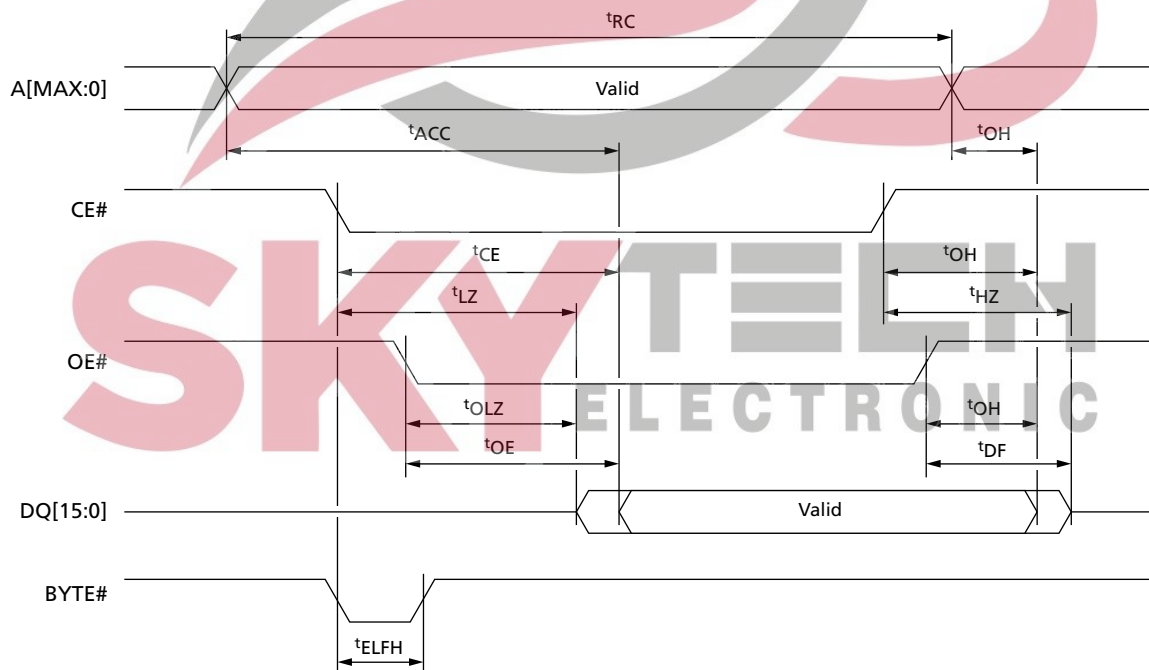 tRC
A[MAX:0] Valid
tACC tOH
CE#
tCE tOH
tLZ tHZ
OE#
tOLZ tOH
tOE tDF
DQ[15:0] Valid
BYTE#
tELFH
SKYTECH
ELECTRONIC